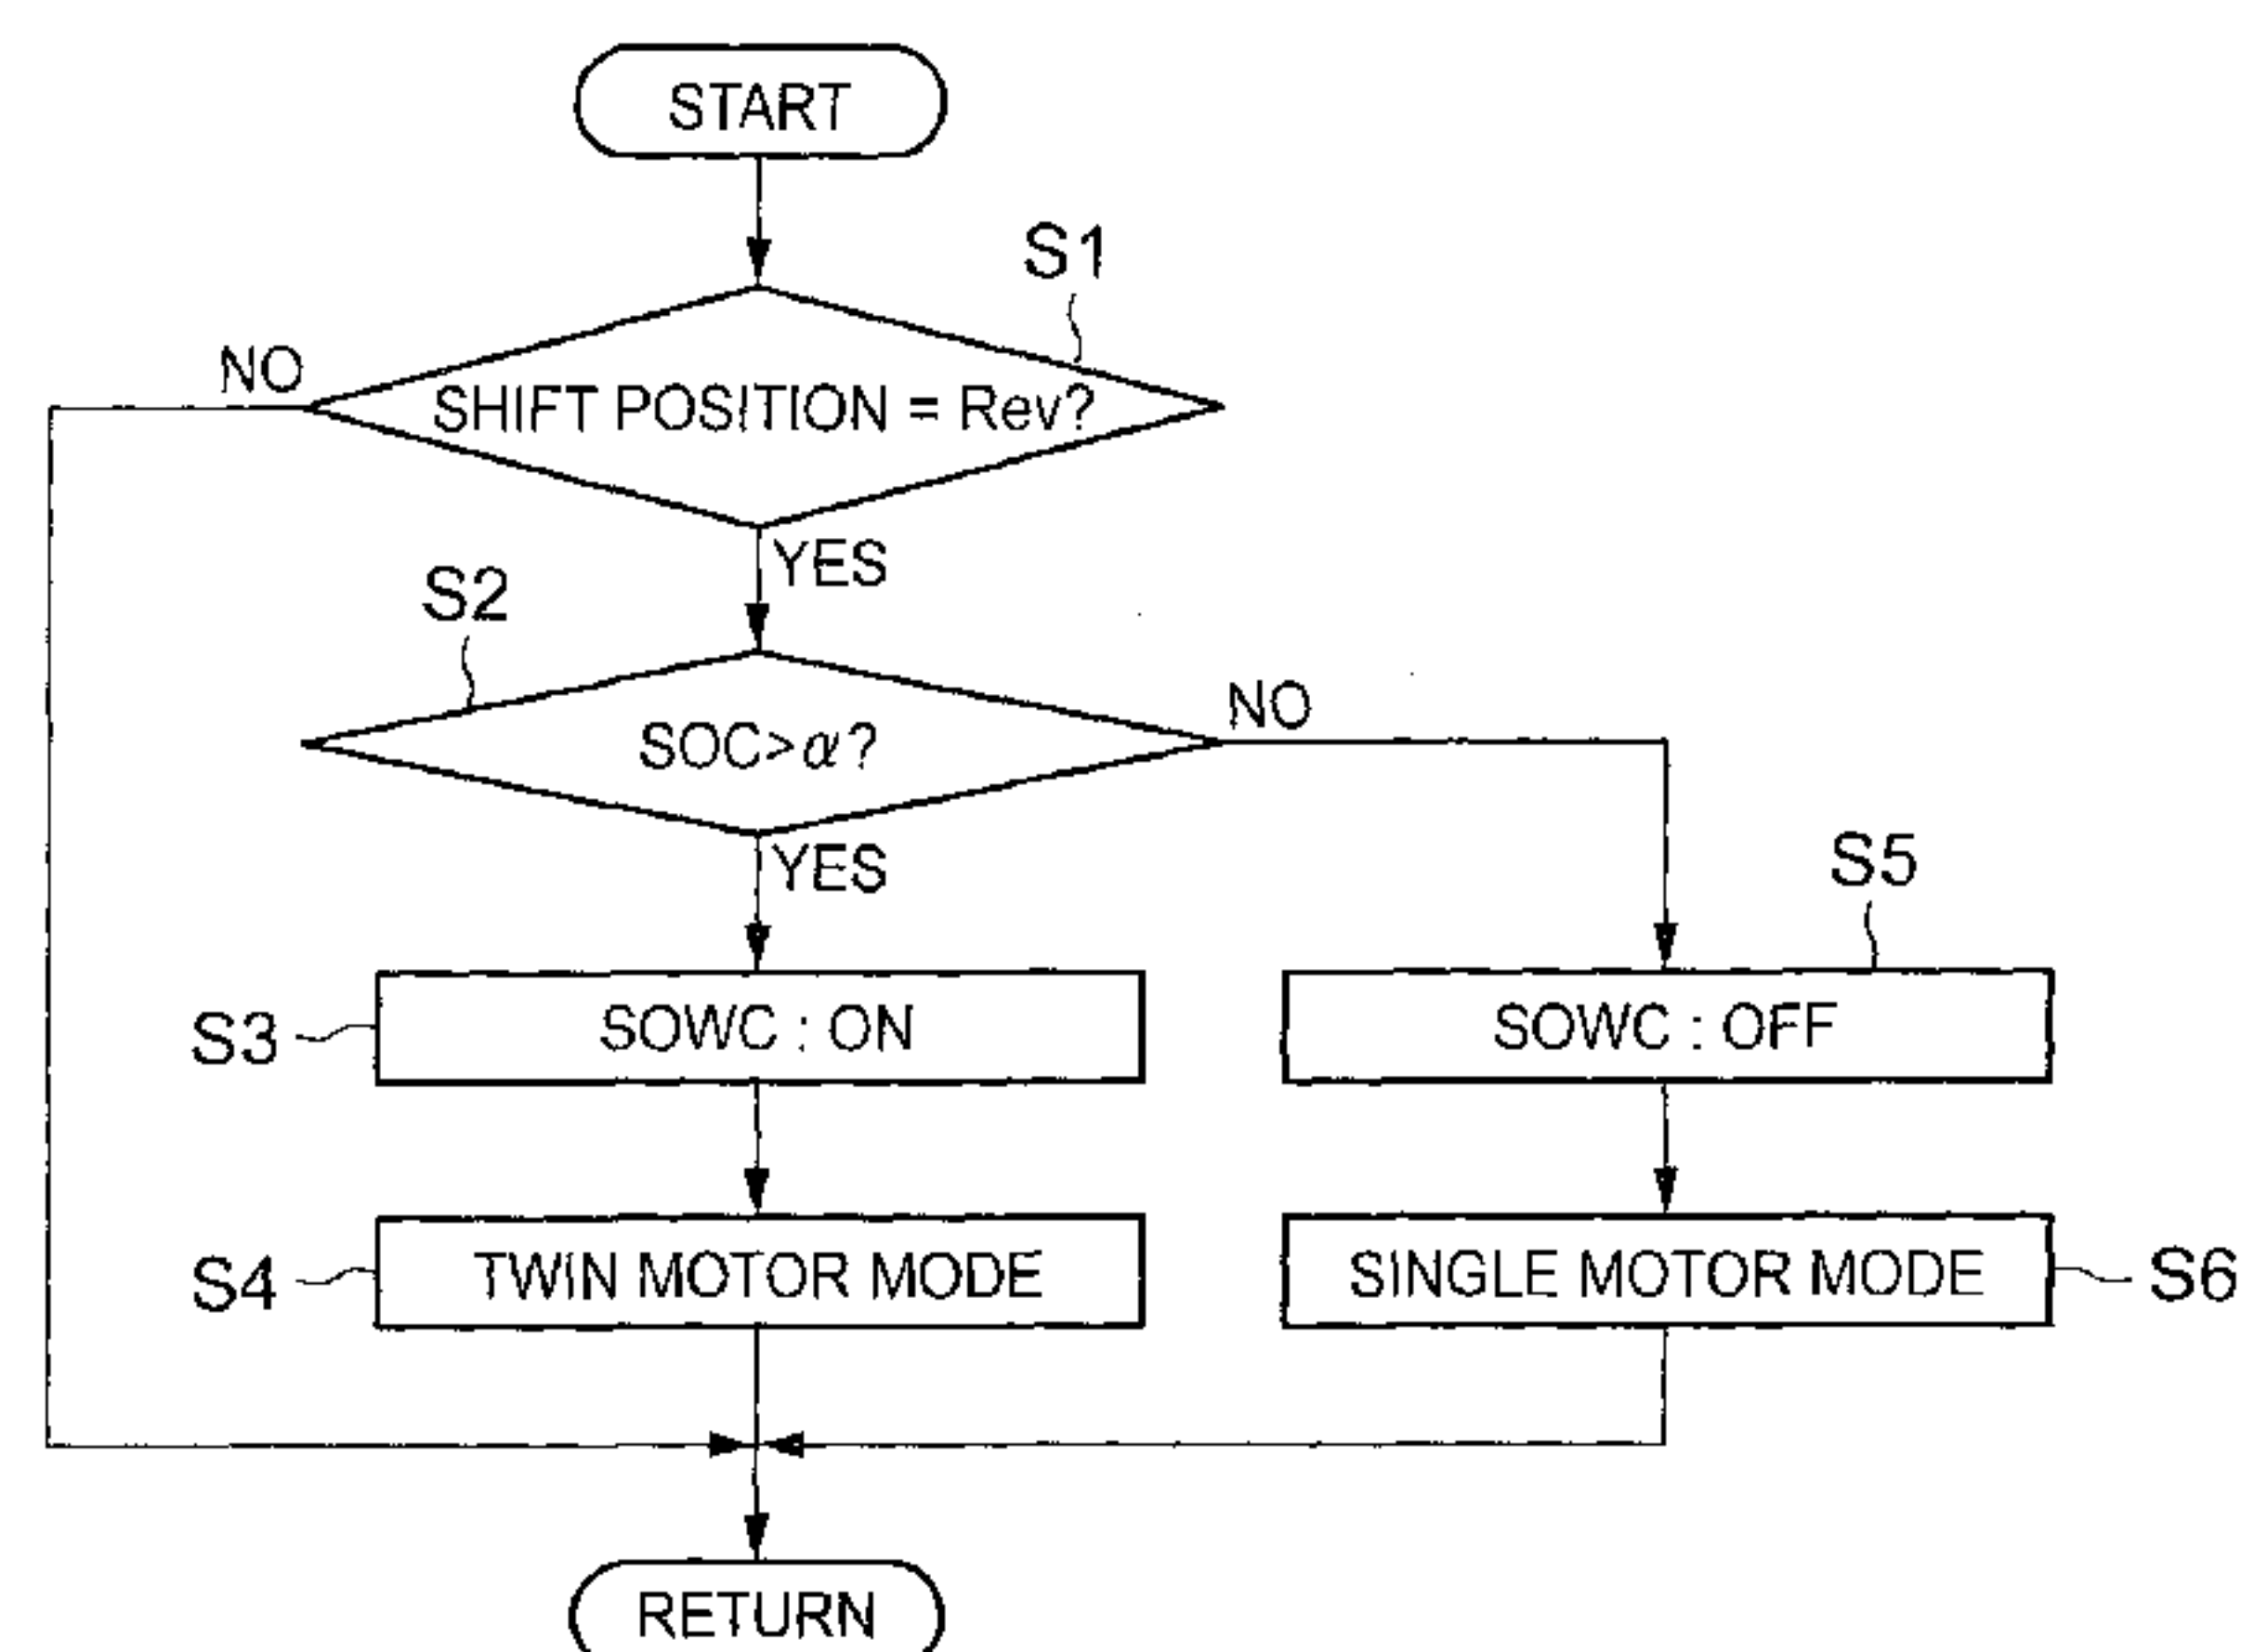 START
S1
NO
SHIFT POSITION = Rev?
YES
S2
NO
SOC>α?
YES
S5
S3
SOWC : ON
SOWC : OFF
S4
TWIN MOTOR MODE
SINGLE MOTOR MODE
S6
RETURN